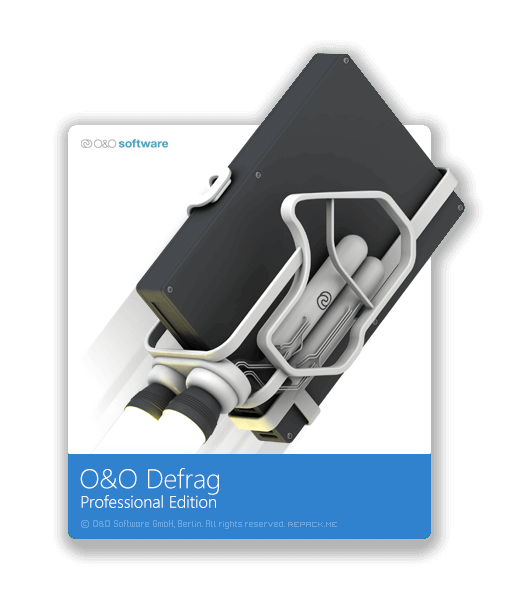 O&O software
O&O Defrag
Professional Edition
© O&O Software GmbH, Berlin. All rights reserved. REPACK.ME